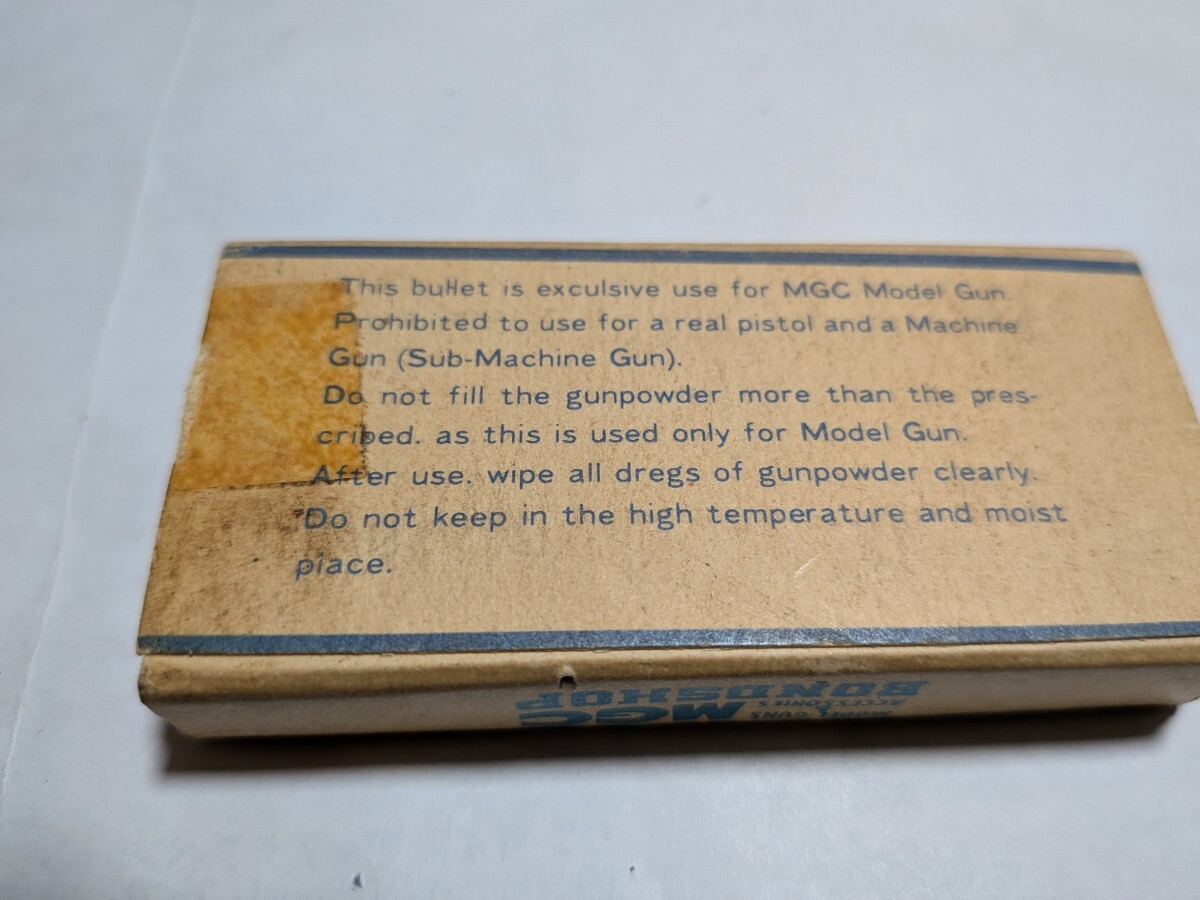 This bullet is exculsive use for MGC Model Gun.
Prohibited to use for a real pistol and a Machine
Gun (Sub-Machine Gun).
Do not fill the gunpowder more than the pres-
cribed. as this is used only for Model Gun.
After use. wipe all dregs of gunpowder clearly.
Do not keep in the high temperature and moist
piace.
MODEL GUNS
&
ACCESSORIES
MGC
BONDSHOP